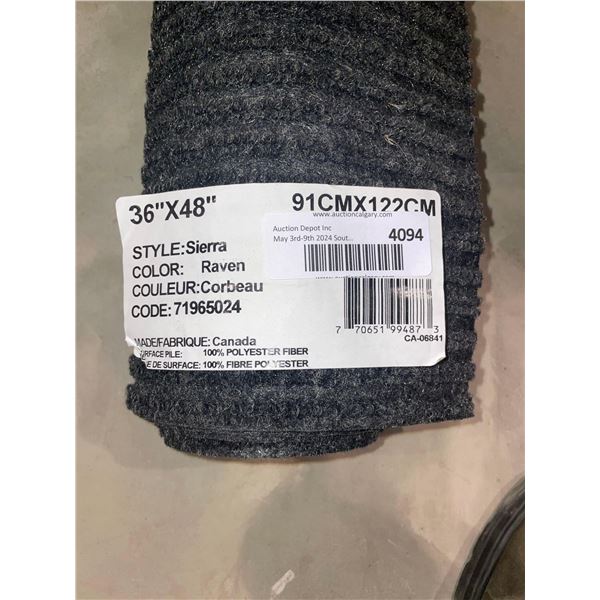 36"X48" 91CMX122CM
www.auctioncalgary.com
Auction Depot Inc
May 3rd-9th 2024 Sout... 4094
STYLE:Sierra
COLOR: Raven
COULEUR:Corbeau
CODE: 71965024
7 70651 99487 3
CA-06841
MADE/FABRIQUE: Canada
SURFACE PILE: 100% POLYESTER FIBER
DE SURFACE: 100% FIBRE POLYESTER